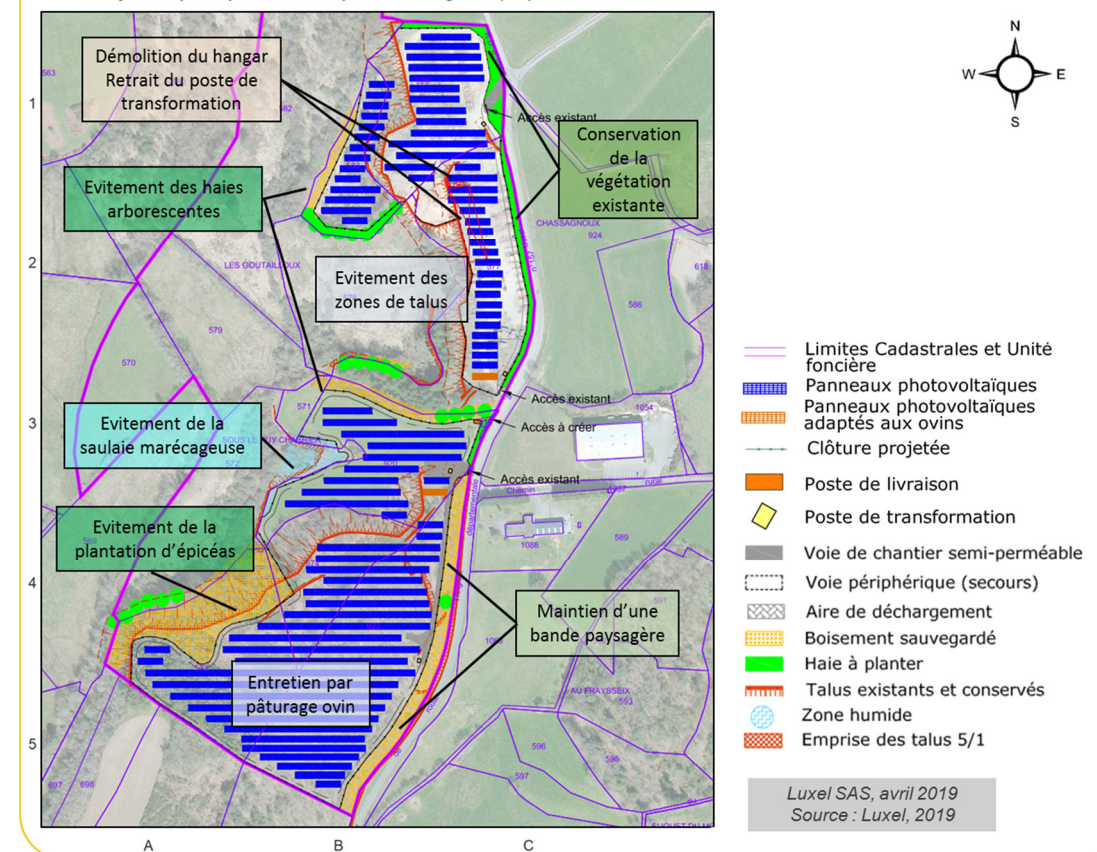 Démolition du hangar
Retrait du poste de
transformation
Evitement des haies
arborescentes
Conservation
de la
végétation
existante
Evitement des
zones de talus
Evitement de la
saulaie marécageuse
Evitement de la
plantation d'épicéas
Maintien d'une
bande paysagère
Entretien par
pâturage ovin
Accès existant
Accès existant
Accès à créer
Accès existant
Chemin
départementale
CHASSAGNOUX
924
618
586
LES GOUTAILLOUX
579
570
571
563
1054
1088
589
591
AU FRAYSSEIX
593
596
597
595
697
698
N
W
E
S
Limites Cadastrales et Unité
foncière
Panneaux photovoltaïques
Panneaux photovoltaïques
adaptés aux ovins
Clôture projetée
Poste de livraison
Poste de transformation
Voie de chantier semi-perméable
Voie périphérique (secours)
Aire de déchargement
Boisement sauvegardé
Haie à planter
Talus existants et conservés
Zone humide
Emprise des talus 5/1
Luxel SAS, avril 2019
Source : Luxel, 2019
1
2
3
4
5
A
B
C